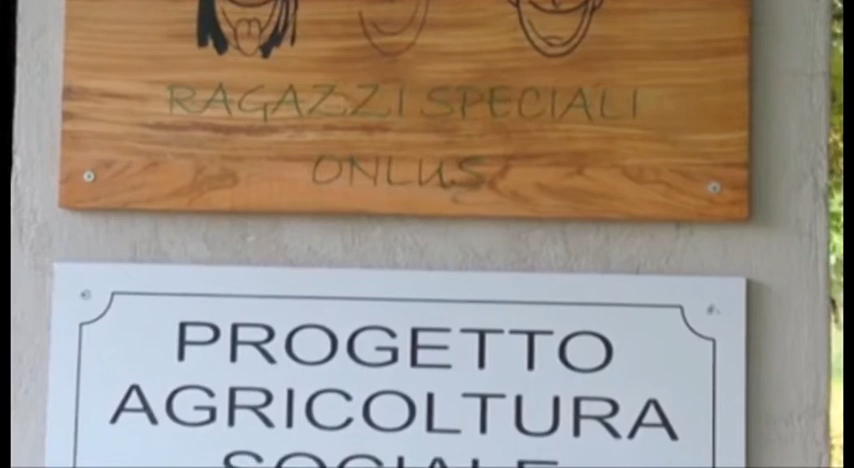 RAGAZZI SPECIALI
ONLUS
PROGETTO
AGRICOLTURA
SOCIALE